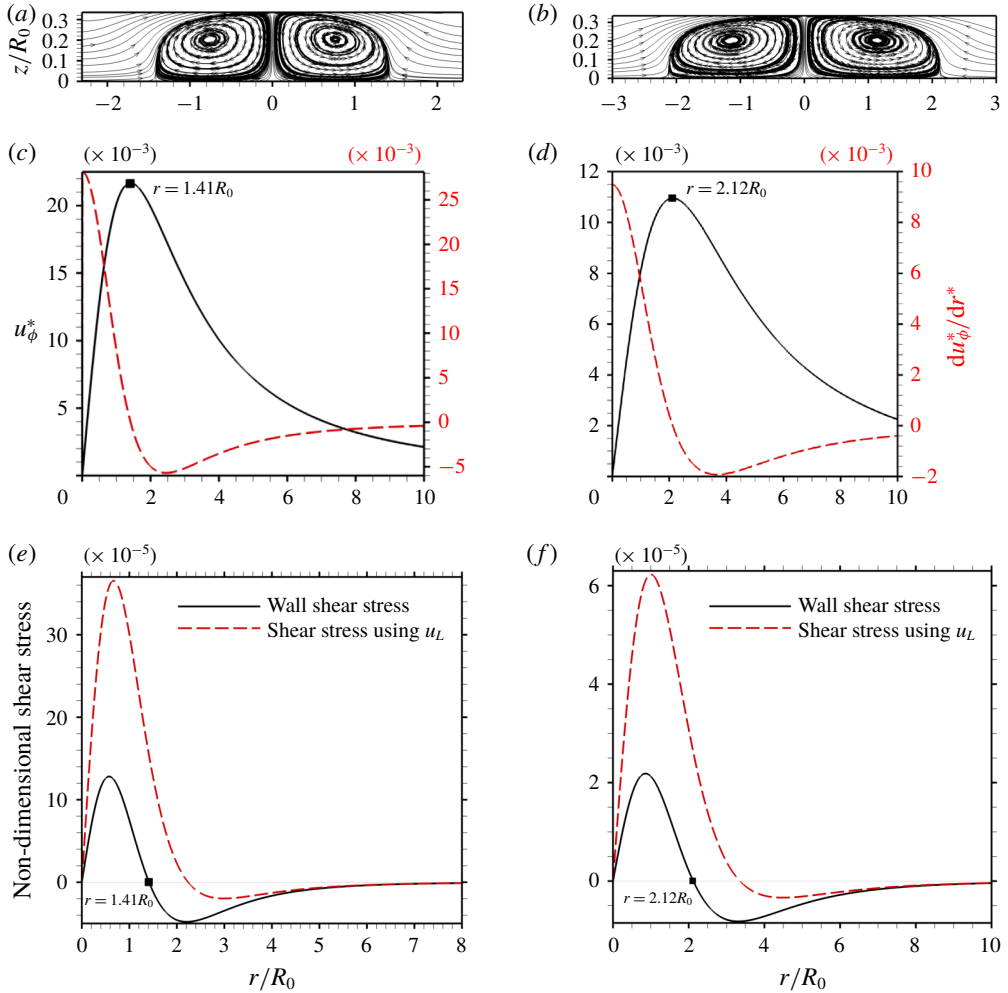 (a)
0.3
0.2
0.1
0
z/R0
−2 −1 0 1 2
(b)
0.3
0.2
0.1
0
−3 −2 −1 0 1 2 3
(c)
(× 10−3) (× 10−3)
r = 1.41R0
20
15
10
5
0
u*ϕ
25
20
15
10
5
0
−5
0 2 4 6 8 10
(d)
(× 10−3) (× 10−3)
r = 2.12R0
12
10
8
6
4
2
0
10
8
6
4
2
0
−2
du*ϕ/dr*
2 4 6 8 10
(e)
(× 10−5)
Wall shear stress
Shear stress using uL
30
20
10
0
r = 1.41R0
Non-dimensional shear stress
0 1 2 3 4 5 6 7 8
r/R0
(f)
(× 10−5)
Wall shear stress
Shear stress using uL
6
4
2
0
r = 2.12R0
0 2 4 6 8 10
r/R0